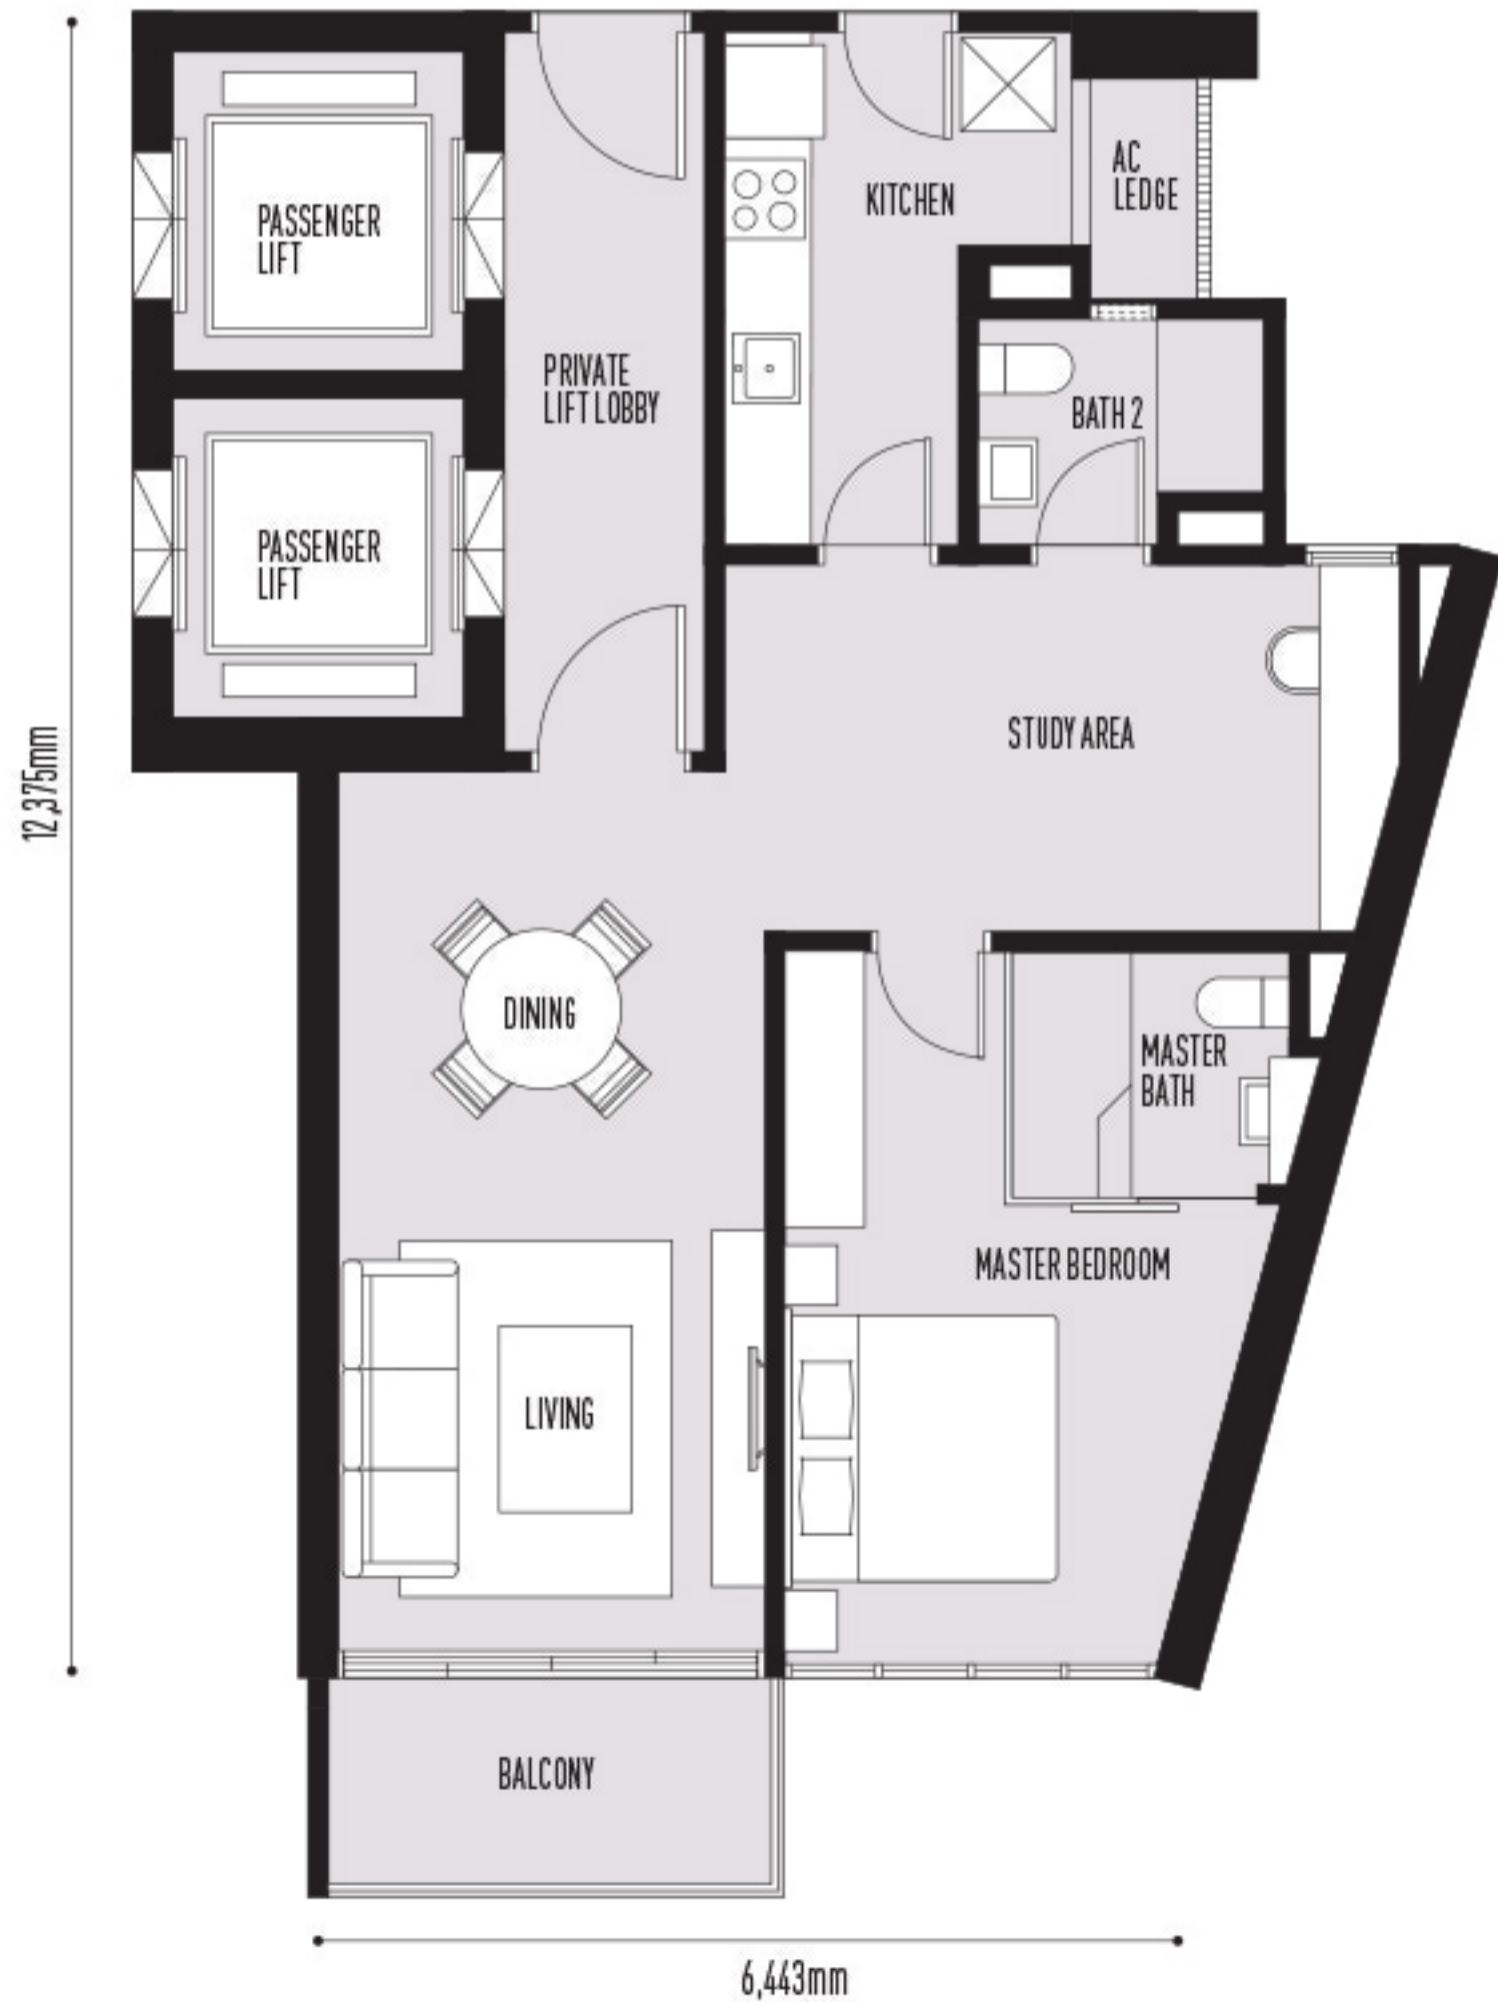 PASSENGER
LIFT
KITCHEN
AC
LEDGE
PRIVATE
LIFT LOBBY
BATH 2
PASSENGER
LIFT
STUDY AREA
12,375mm
DINING
MASTER
BATH
MASTER BEDROOM
LIVING
BALCONY
6,443mm